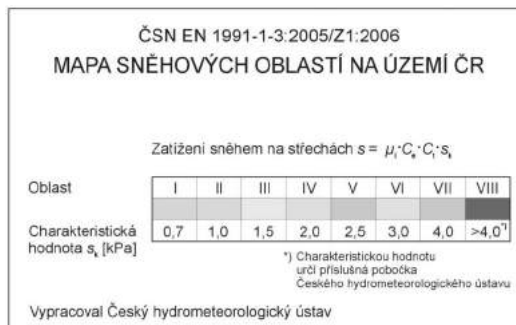 ČSN EN 1991-1-3:2005/Z1:2006
MAPA SNĚHOVÝCH OBLASTÍ NA ÚZEMÍ ČR
Zatížení sněhem na střechách s = μᵢ·Cₑ·Cₜ·sₖ
Oblast I II III IV V VI VII VIII
Charakteristická hodnota sₖ [kPa] 0,7 1,0 1,5 2,0 2,5 3,0 4,0 >4,0*)
*) Charakteristickou hodnotu
určí příslušná pobočka
Českého hydrometeorologického ústavu
Vypracoval Český hydrometeorologický ústav